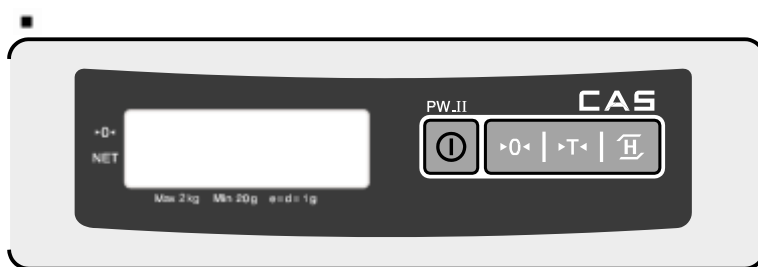 CAS
PW-II
▸0◂
NET
▸0◂ | ▸T◂ | H
Max 2kg Min 20g e=d=1g